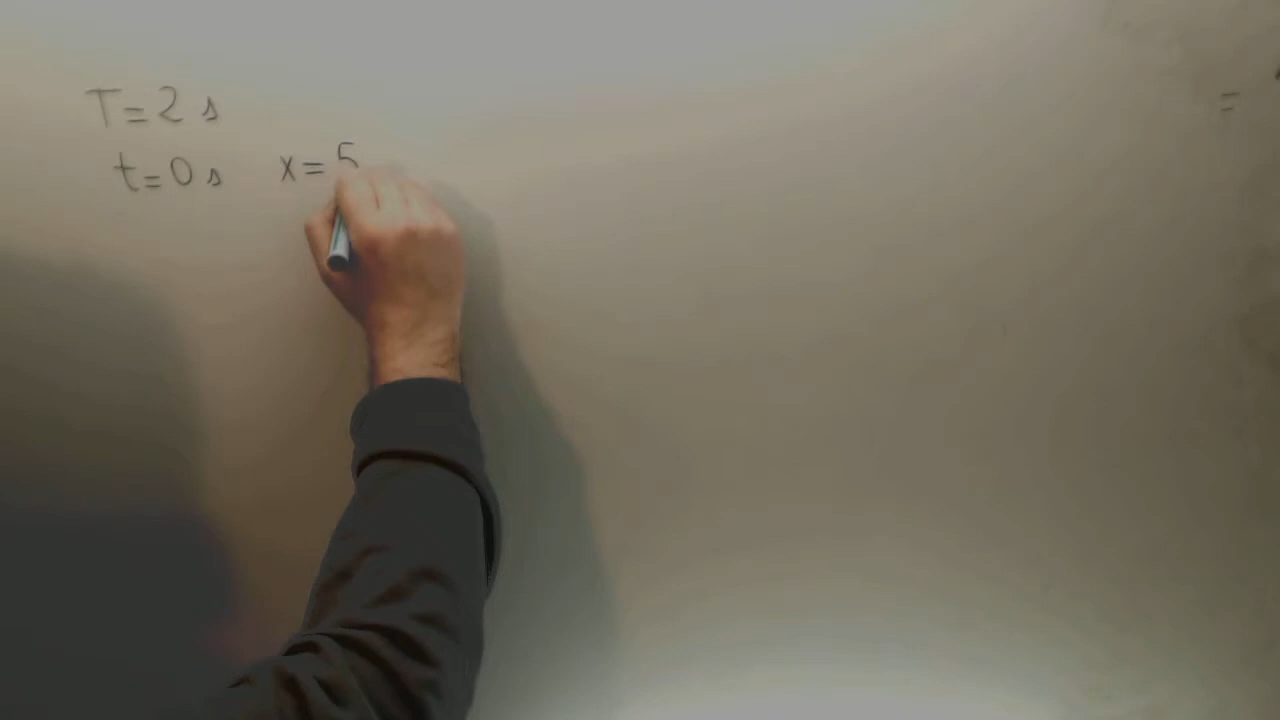 T=2 s
t=0 s x=5
=